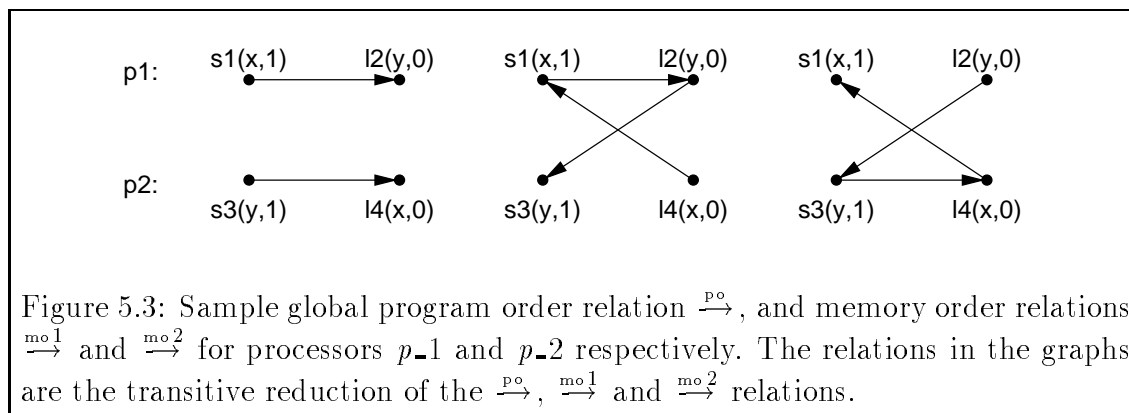 s1(x,1) l2(y,0) s1(x,1) l2(y,0) s1(x,1) l2(y,0)
p1:
p2:
s3(y,1) l4(x,0) s3(y,1) l4(x,0) s3(y,1) l4(x,0)
Figure 5.3: Sample global program order relation —po→, and memory order relations
—mo1→ and —mo2→ for processors p_1 and p_2 respectively. The relations in the graphs
are the transitive reduction of the —po→, —mo1→ and —mo2→ relations.